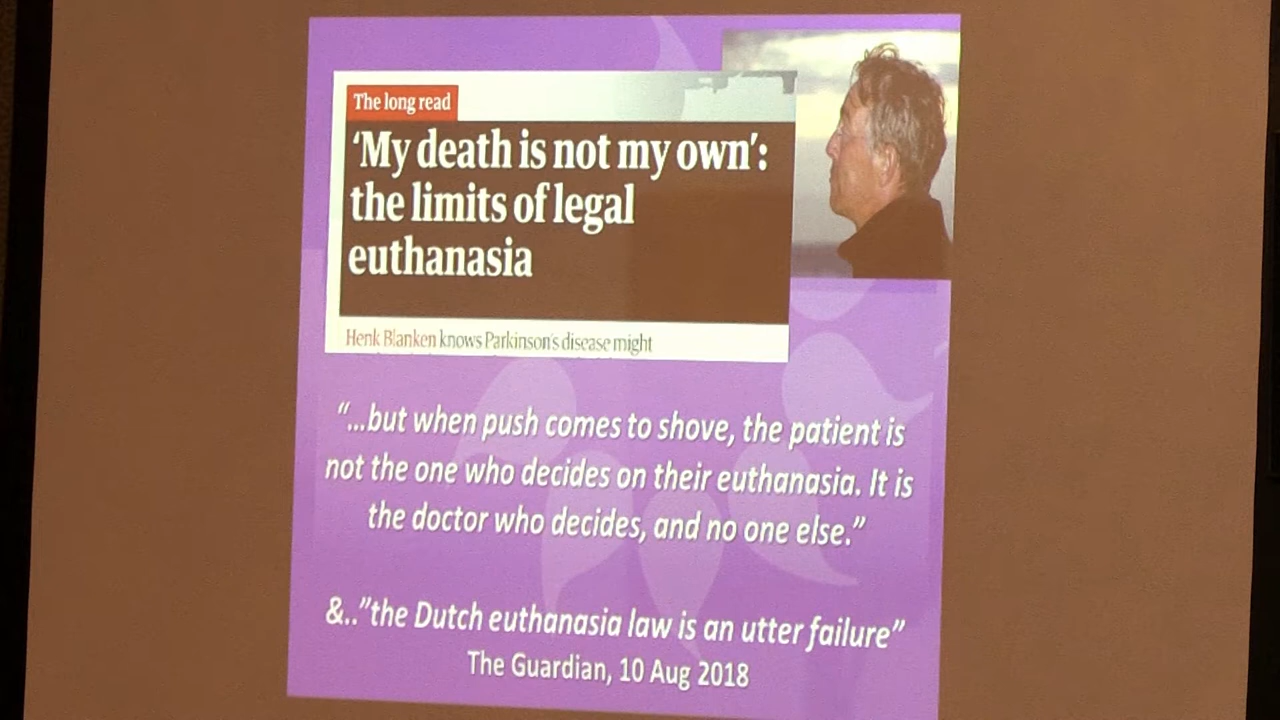 The long read
‘My death is not my own’:
the limits of legal
euthanasia
Henk Blanken knows Parkinson's disease might
“...but when push comes to shove, the patient is
not the one who decides on their euthanasia. It is
the doctor who decides, and no one else.”
&..”the Dutch euthanasia law is an utter failure”
The Guardian, 10 Aug 2018